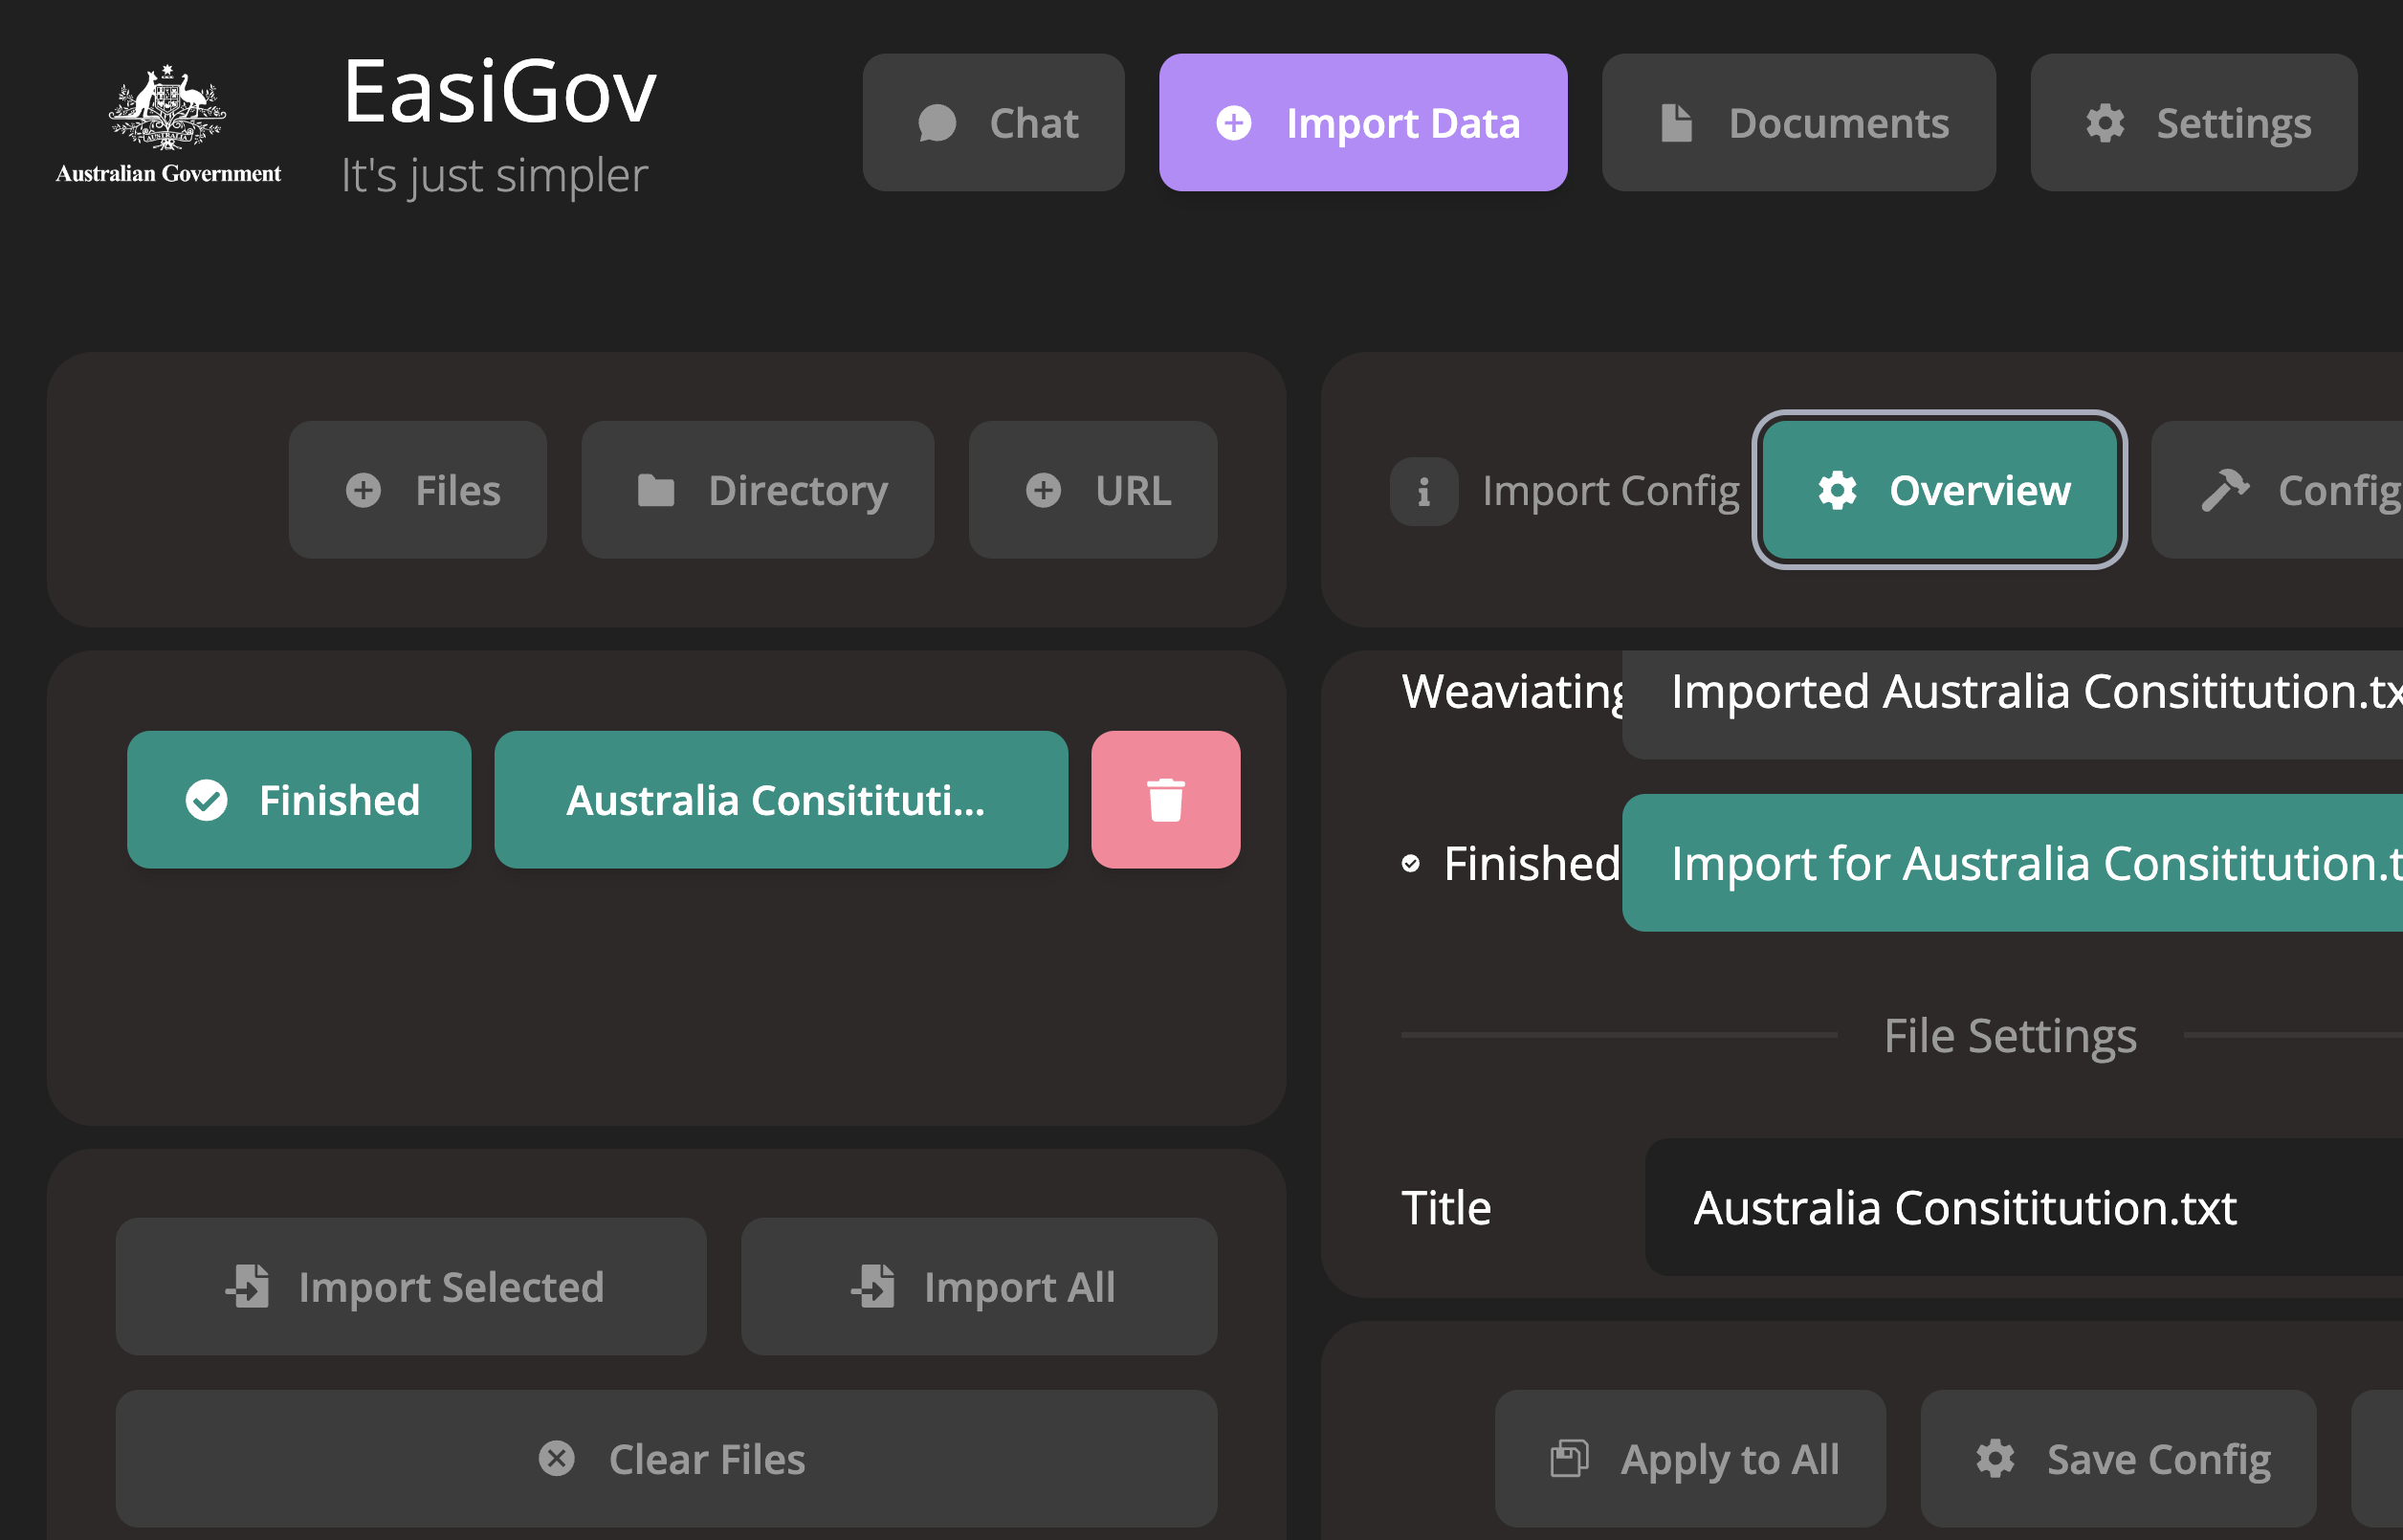 EasiGov
It's just simpler
Australian Government
Chat
Import Data
Documents
Settings
Files
Directory
URL
Import Config
Overview
Config
Finished
Australia Consitituti...
Weaviating
Imported Australia Consititution.tx
Finished
Import for Australia Consititution.t
File Settings
Title
Australia Consititution.txt
Import Selected
Import All
Clear Files
Apply to All
Save Config